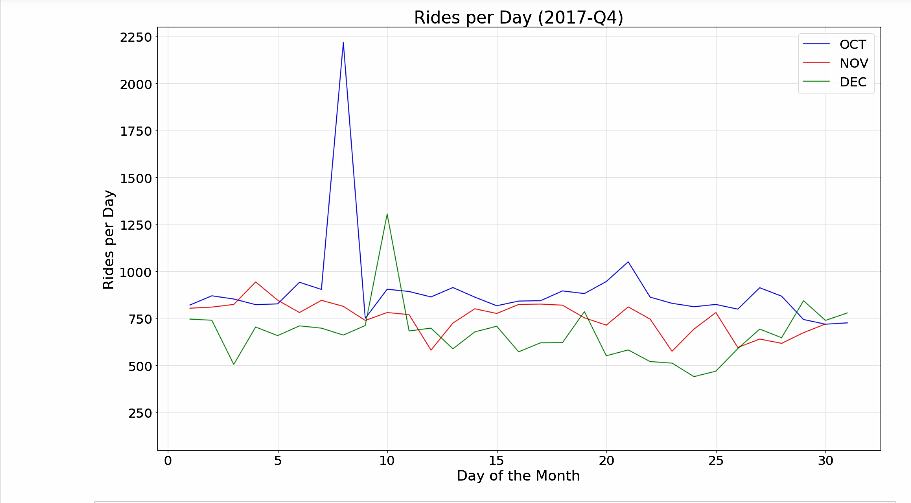 Rides per Day (2017-Q4)
OCT
NOV
DEC
Rides per Day
2250
2000
1750
1500
1250
1000
750
500
250
0 5 10 15 20 25 30
Day of the Month